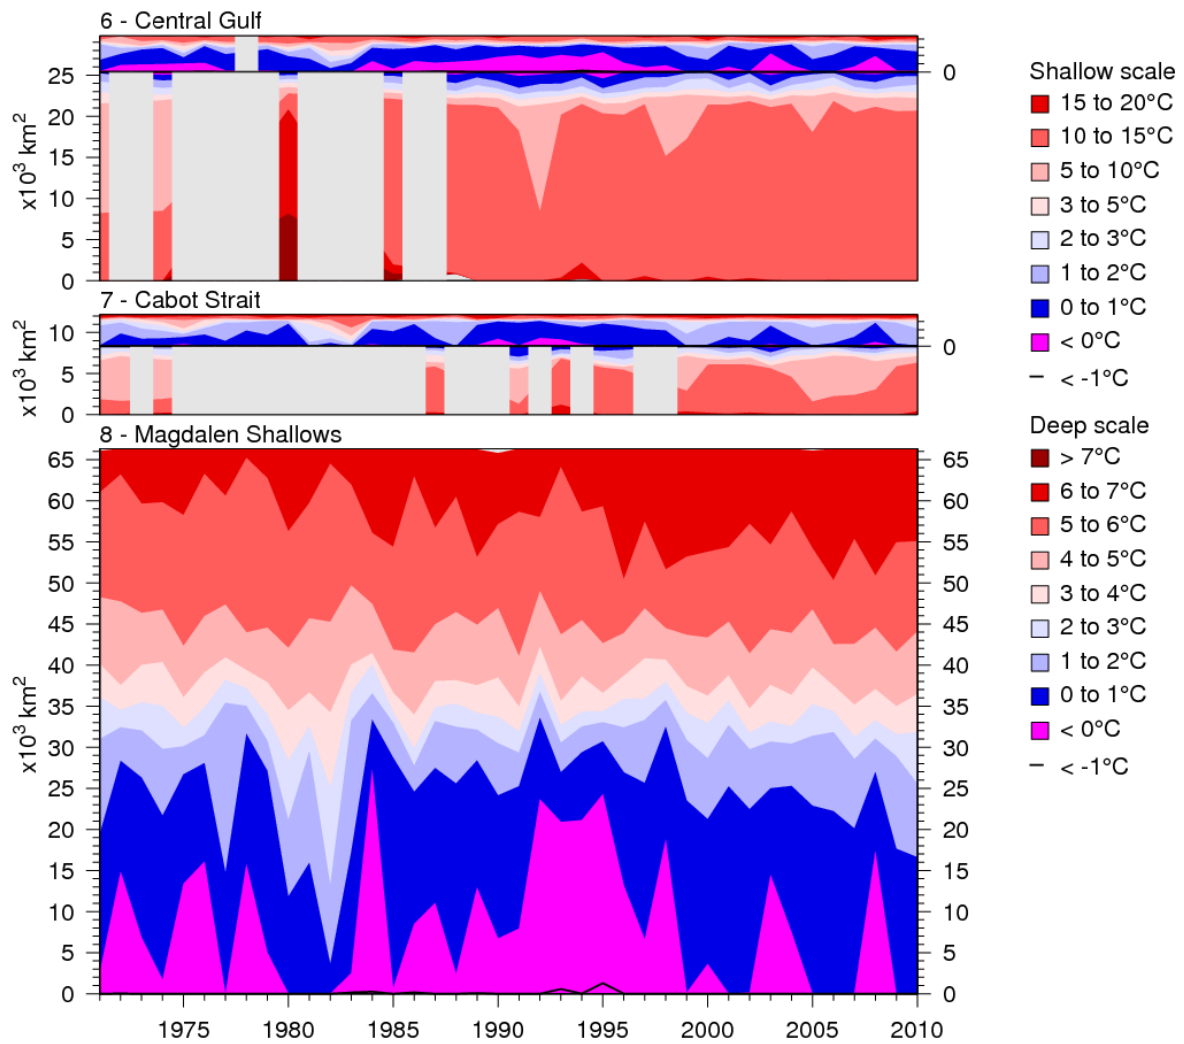 6 - Central Gulf
25
20
15
10
5
0
0
x10³ km²
7 - Cabot Strait
10
5
0
0
x10³ km²
8 - Magdalen Shallows
65
60
55
50
45
40
35
30
25
20
15
10
5
0
x10³ km²
65
60
55
50
45
40
35
30
25
20
15
10
5
0
1975 1980 1985 1990 1995 2000 2005 2010
Shallow scale
15 to 20°C
10 to 15°C
5 to 10°C
3 to 5°C
2 to 3°C
1 to 2°C
0 to 1°C
< 0°C
< -1°C
Deep scale
> 7°C
6 to 7°C
5 to 6°C
4 to 5°C
3 to 4°C
2 to 3°C
1 to 2°C
0 to 1°C
< 0°C
< -1°C